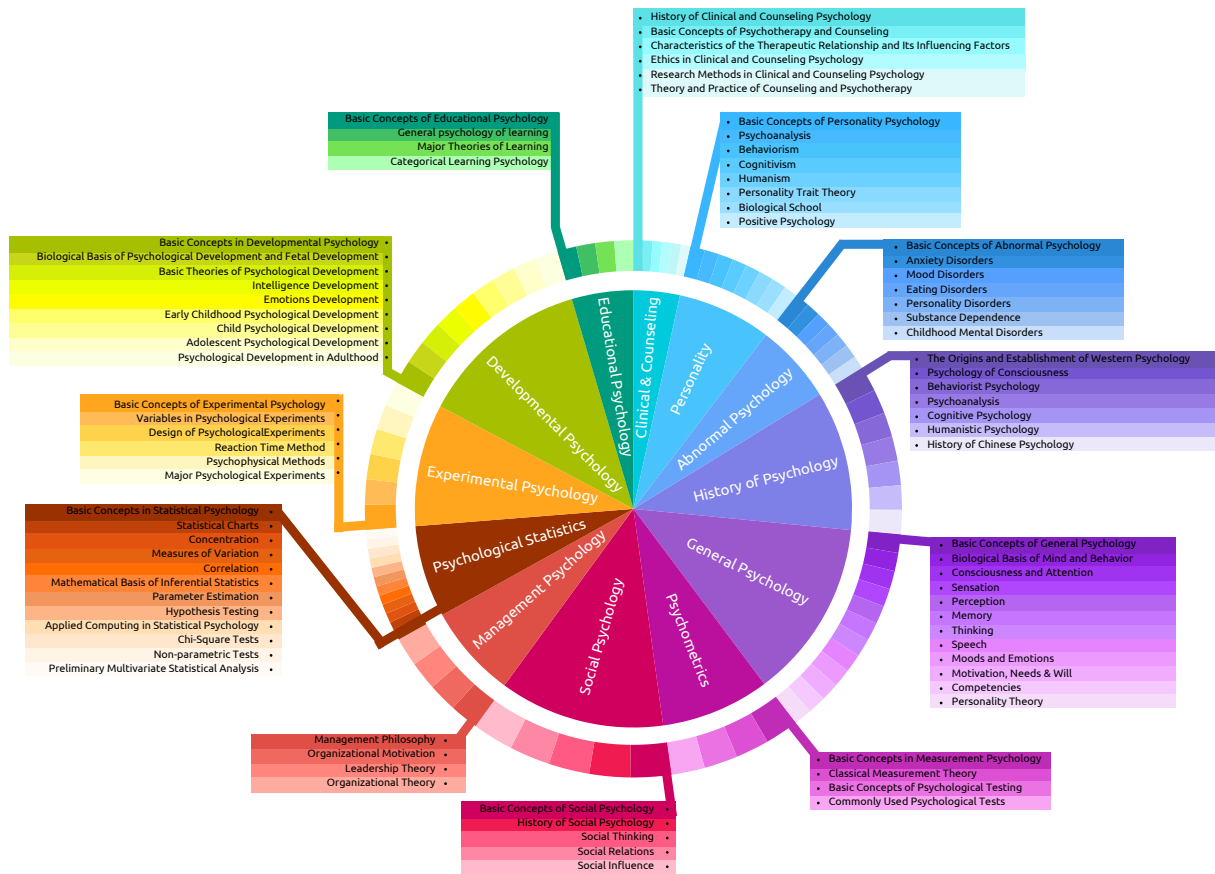 History of Clinical and Counseling Psychology
Basic Concepts of Psychotherapy and Counseling
Characteristics of the Therapeutic Relationship and Its Influencing Factors
Ethics in Clinical and Counseling Psychology
Research Methods in Clinical and Counseling Psychology
Theory and Practice of Counseling and Psychotherapy
Basic Concepts of Educational Psychology
General psychology of learning
Major Theories of Learning
Categorical Learning Psychology
Basic Concepts of Personality Psychology
Psychoanalysis
Behaviorism
Cognitivism
Humanism
Personality Trait Theory
Biological School
Positive Psychology
Basic Concepts in Developmental Psychology
Biological Basis of Psychological Development and Fetal Development
Basic Theories of Psychological Development
Intelligence Development
Emotions Development
Early Childhood Psychological Development
Child Psychological Development
Adolescent Psychological Development
Psychological Development in Adulthood
Basic Concepts of Abnormal Psychology
Anxiety Disorders
Mood Disorders
Eating Disorders
Personality Disorders
Substance Dependence
Childhood Mental Disorders
The Origins and Establishment of Western Psychology
Psychology of Consciousness
Behaviorist Psychology
Psychoanalysis
Cognitive Psychology
Humanistic Psychology
History of Chinese Psychology
Basic Concepts of Experimental Psychology
Variables in Psychological Experiments
Design of PsychologicalExperiments
Reaction Time Method
Psychophysical Methods
Major Psychological Experiments
Educational Psychology
Clinical & Counseling
Personality
Abnormal Psychology
History of Psychology
General Psychology
Psychometrics
Social Psychology
Management Psychology
Psychological Statistics
Experimental Psychology
Developmental Psychology
Basic Concepts in Statistical Psychology
Statistical Charts
Concentration
Measures of Variation
Correlation
Mathematical Basis of Inferential Statistics
Parameter Estimation
Hypothesis Testing
Applied Computing in Statistical Psychology
Chi-Square Tests
Non-parametric Tests
Preliminary Multivariate Statistical Analysis
Basic Concepts of General Psychology
Biological Basis of Mind and Behavior
Consciousness and Attention
Sensation
Perception
Memory
Thinking
Speech
Moods and Emotions
Motivation, Needs & Will
Competencies
Personality Theory
Management Philosophy
Organizational Motivation
Leadership Theory
Organizational Theory
Basic Concepts in Measurement Psychology
Classical Measurement Theory
Basic Concepts of Psychological Testing
Commonly Used Psychological Tests
Basic Concepts of Social Psychology
History of Social Psychology
Social Thinking
Social Relations
Social Influence